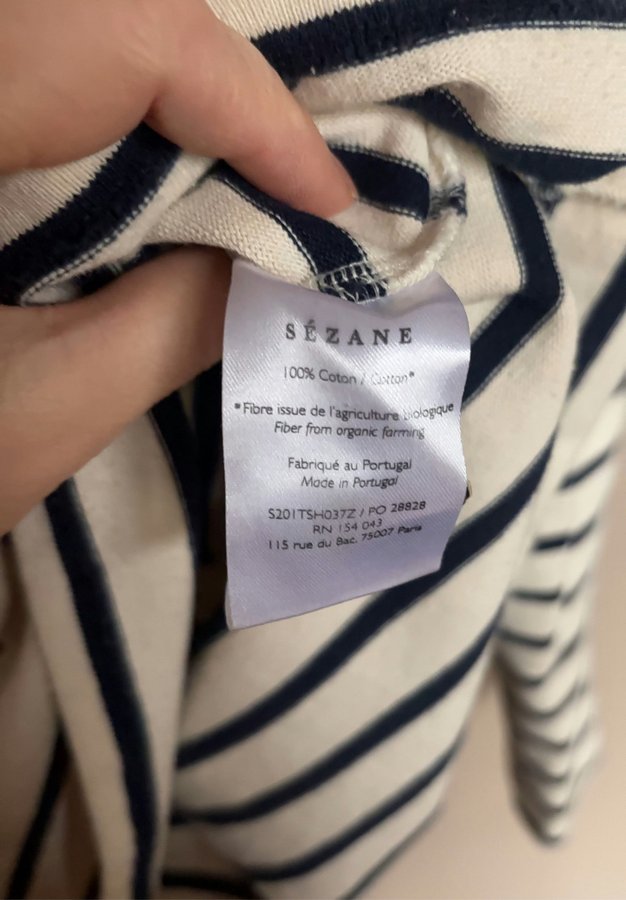 SÉZANE
100% Coton / Cotton*
*Fibre issue de l'agriculture biologique
Fiber from organic farming
Fabriqué au Portugal
Made in Portugal
S201TSH037Z / PO 28828
RN 154 043
115 rue du Bac, 75007 Paris